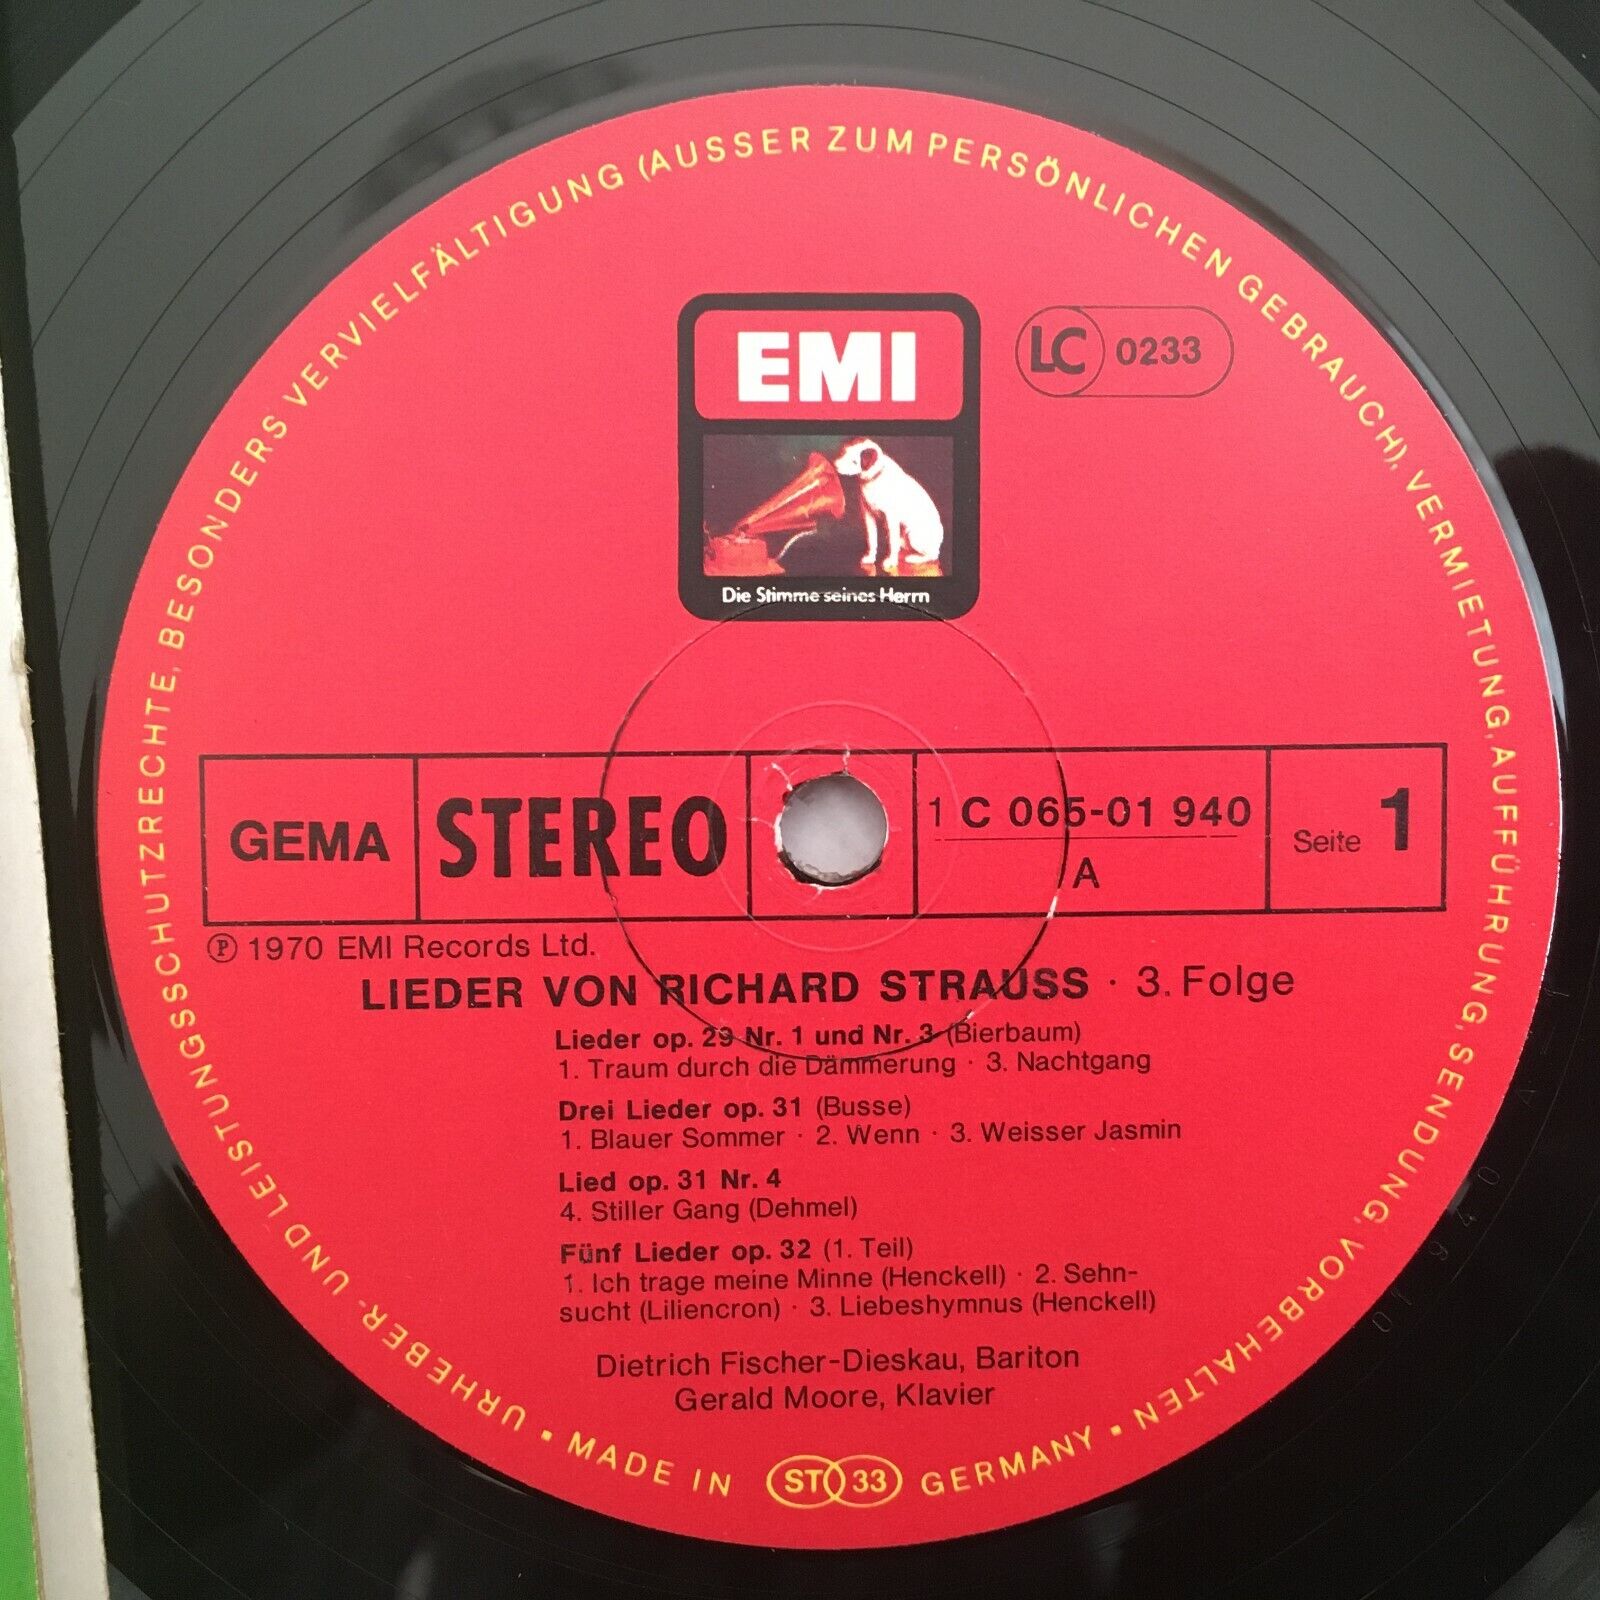 URHEBER- UND LEISTUNGSSCHUTZRECHTE, BESONDERS VERVIELFÄLTIGUNG (AUSSER ZUM PERSÖNLICHEN GEBRAUCH), VERMIETUNG, AUFFÜHRUNG, SENDUNG, VORBEHALTEN •
EMI
LC 0233
Die Stimme seines Herrn
GEMA
STEREO
1 C 065-01 940
A
Seite 1
℗ 1970 EMI Records Ltd.
LIEDER VON RICHARD STRAUSS · 3. Folge
Lieder op. 29 Nr. 1 und Nr. 3 (Bierbaum)
1. Traum durch die Dämmerung · 3. Nachtgang
Drei Lieder op. 31 (Busse)
1. Blauer Sommer · 2. Wenn · 3. Weisser Jasmin
Lied op. 31 Nr. 4
4. Stiller Gang (Dehmel)
Fünf Lieder op. 32 (1. Teil)
1. Ich trage meine Minne (Henckell) · 2. Sehn-
sucht (Liliencron) · 3. Liebeshymnus (Henckell)
Dietrich Fischer-Dieskau, Bariton
Gerald Moore, Klavier
• MADE IN ST 33 GERMANY